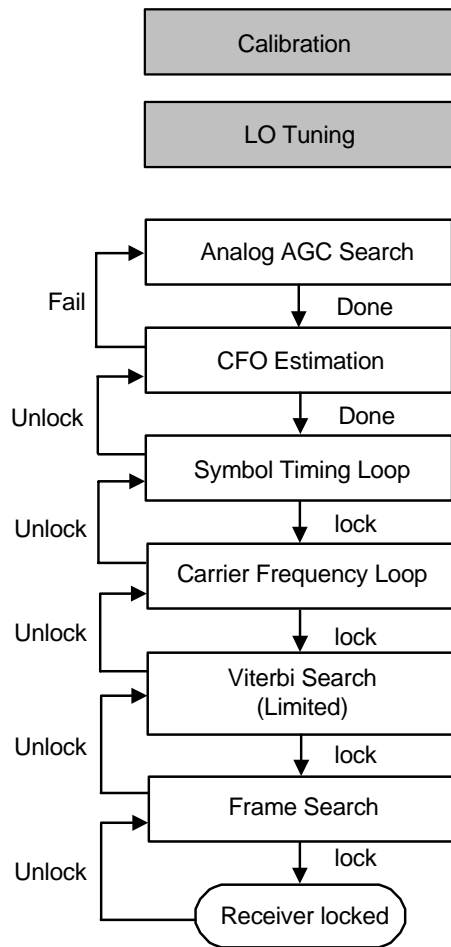 Calibration
LO Tuning
Analog AGC Search
Fail
Done
CFO Estimation
Unlock
Done
Symbol Timing Loop
Unlock
lock
Carrier Frequency Loop
Unlock
lock
Viterbi Search
(Limited)
Unlock
lock
Frame Search
Unlock
lock
Receiver locked